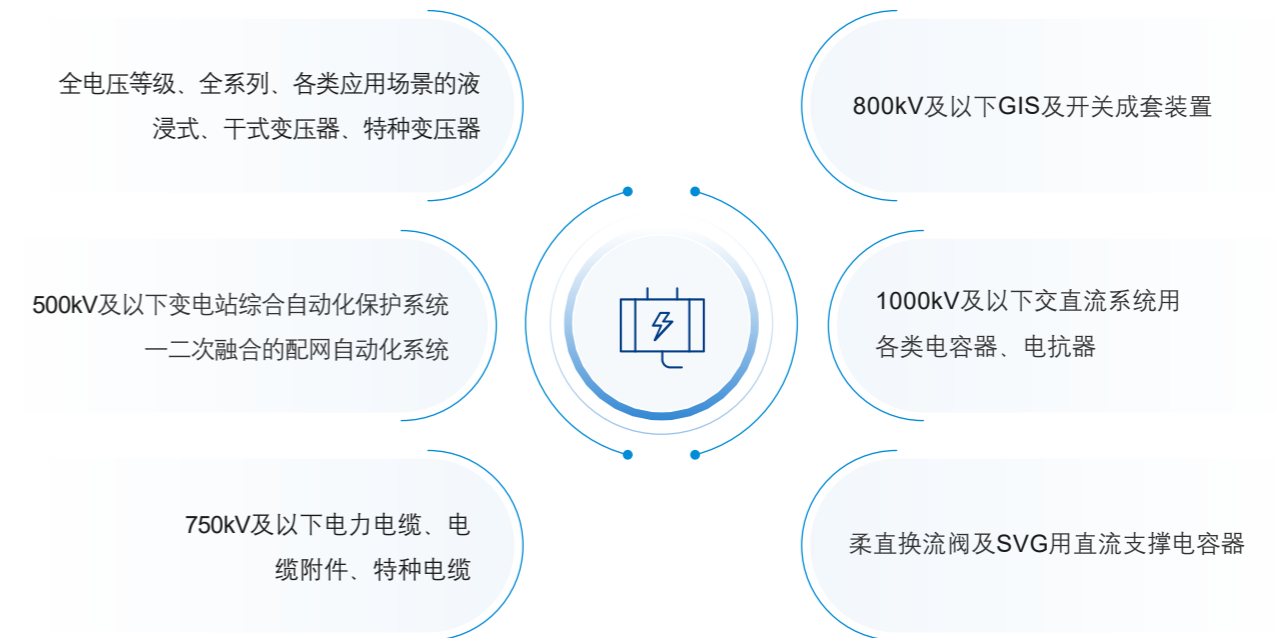 全电压等级、全系列、各类应用场景的液
浸式、干式变压器、特种变压器
800kV及以下GIS及开关成套装置
500kV及以下变电站综合自动化保护系统
一二次融合的配网自动化系统
1000kV及以下交直流系统用
各类电容器、电抗器
750kV及以下电力电缆、电
缆附件、特种电缆
柔直换流阀及SVG用直流支撑电容器